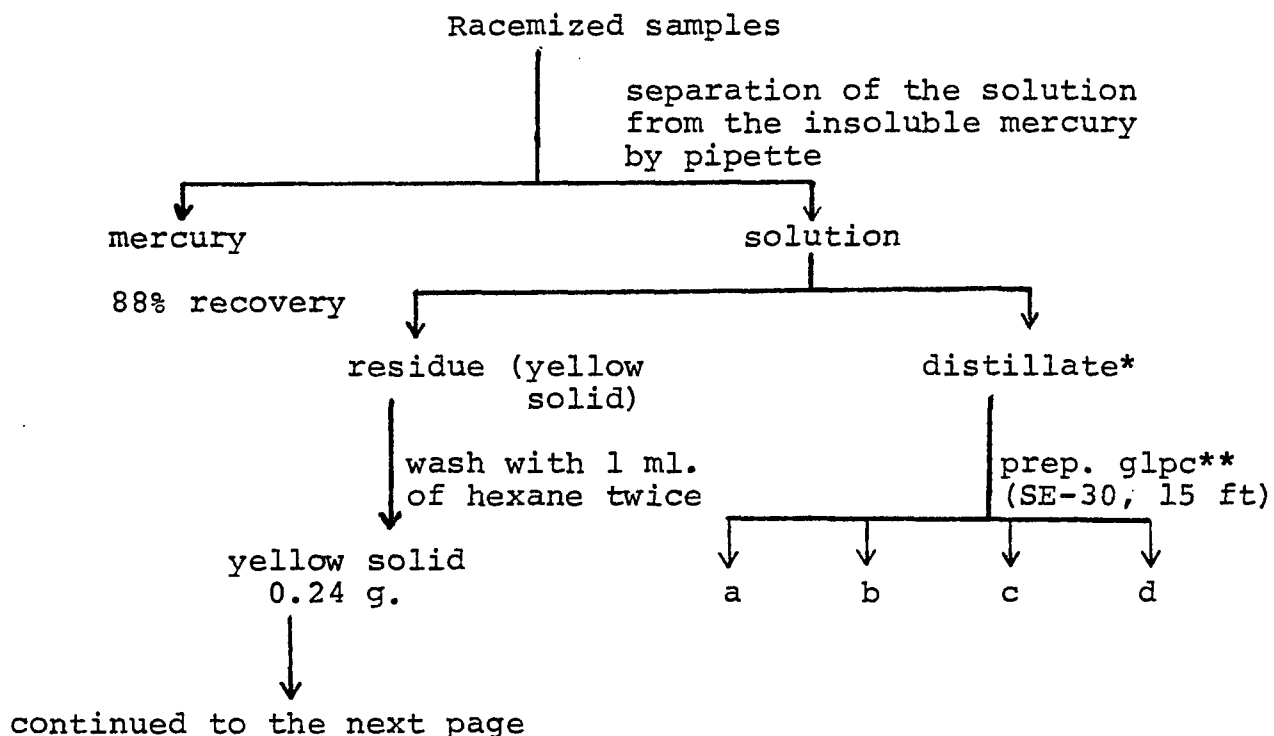 Racemized samples
separation of the solution
from the insoluble mercury
by pipette
mercury
solution
88% recovery
residue (yellow
solid)
distillate*
wash with 1 ml.
of hexane twice
prep. glpc**
(SE-30, 15 ft)
yellow solid
0.24 g.
a b c d
continued to the next page